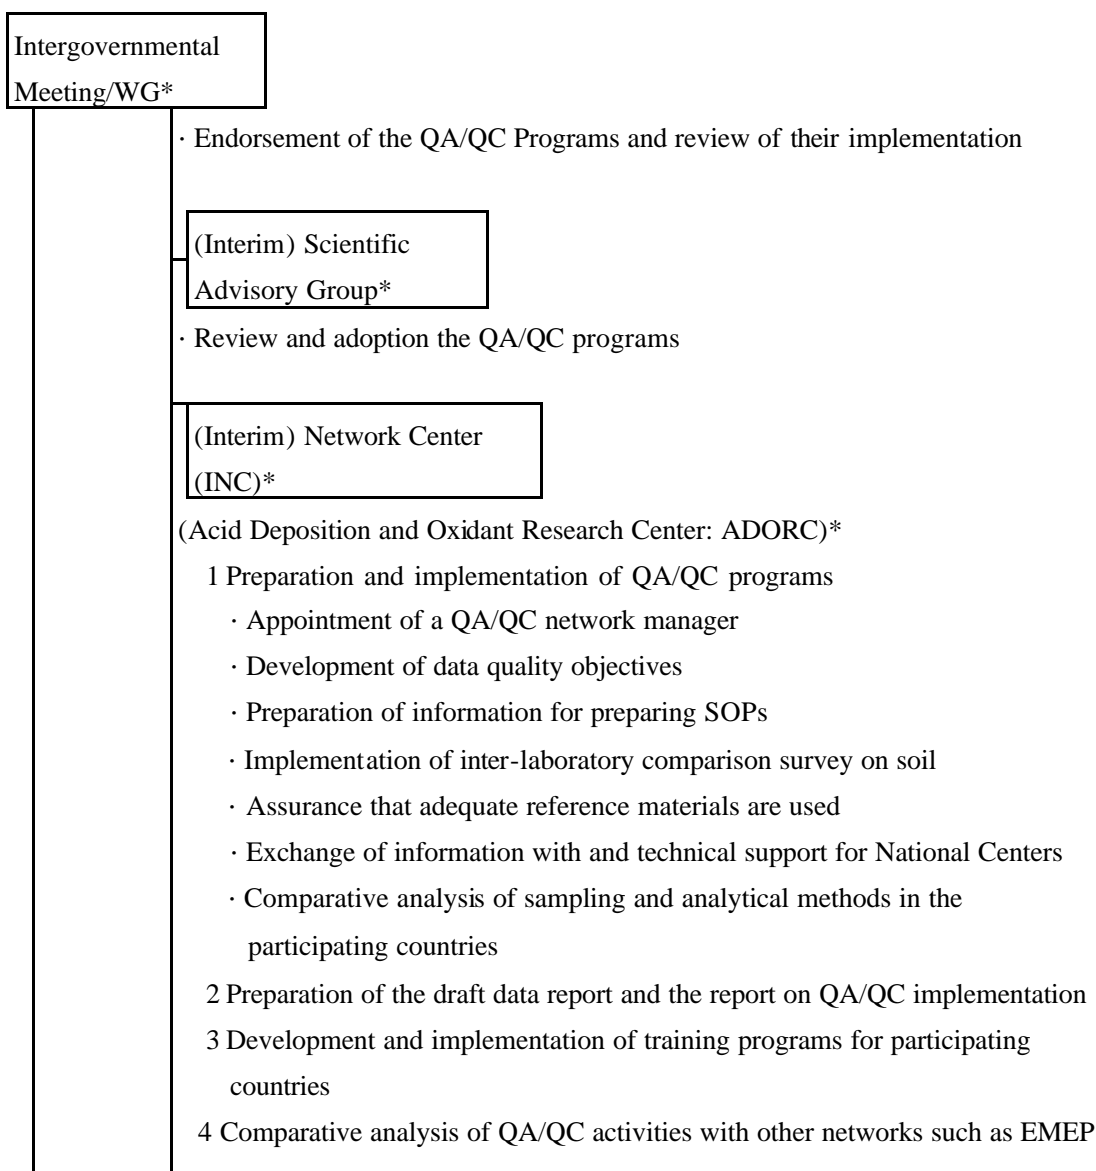 Intergovernmental
Meeting/WG*
· Endorsement of the QA/QC Programs and review of their implementation
(Interim) Scientific
Advisory Group*
· Review and adoption the QA/QC programs
(Interim) Network Center
(INC)*
(Acid Deposition and Oxidant Research Center: ADORC)*
1 Preparation and implementation of QA/QC programs
· Appointment of a QA/QC network manager
· Development of data quality objectives
· Preparation of information for preparing SOPs
· Implementation of inter-laboratory comparison survey on soil
· Assurance that adequate reference materials are used
· Exchange of information with and technical support for National Centers
· Comparative analysis of sampling and analytical methods in the
participating countries
2 Preparation of the draft data report and the report on QA/QC implementation
3 Development and implementation of training programs for participating
countries
4 Comparative analysis of QA/QC activities with other networks such as EMEP